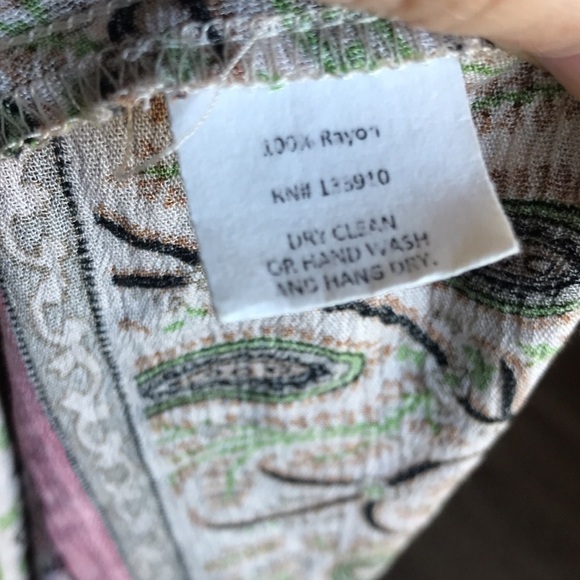 100% Rayon
RN# 135910
DRY CLEAN
OR HAND WASH
AND HANG DRY.